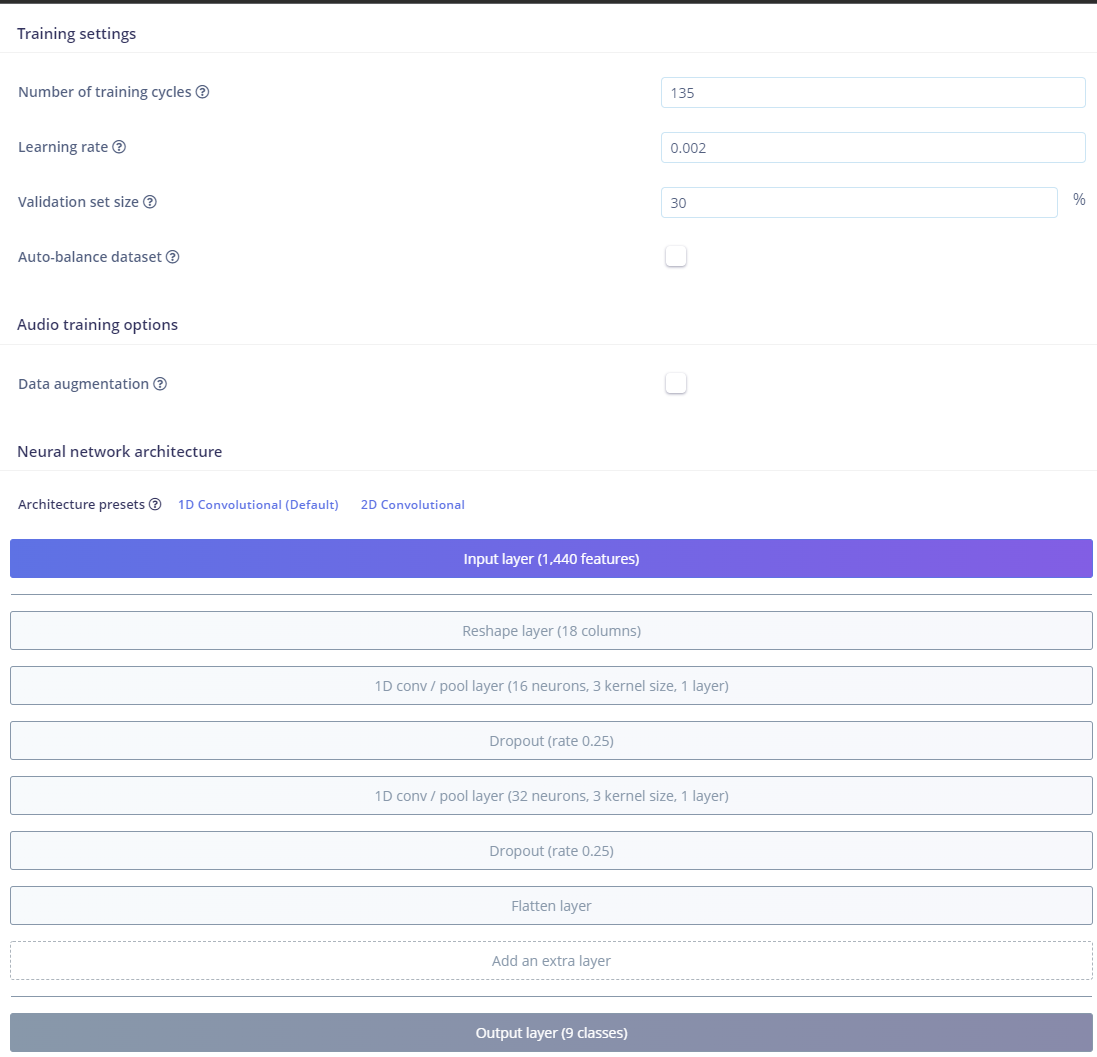 Training settings
Number of training cycles
135
Learning rate
0.002
Validation set size
30 %
Auto-balance dataset
Audio training options
Data augmentation
Neural network architecture
Architecture presets 1D Convolutional (Default) 2D Convolutional
Input layer (1,440 features)
Reshape layer (18 columns)
1D conv / pool layer (16 neurons, 3 kernel size, 1 layer)
Dropout (rate 0.25)
1D conv / pool layer (32 neurons, 3 kernel size, 1 layer)
Dropout (rate 0.25)
Flatten layer
Add an extra layer
Output layer (9 classes)